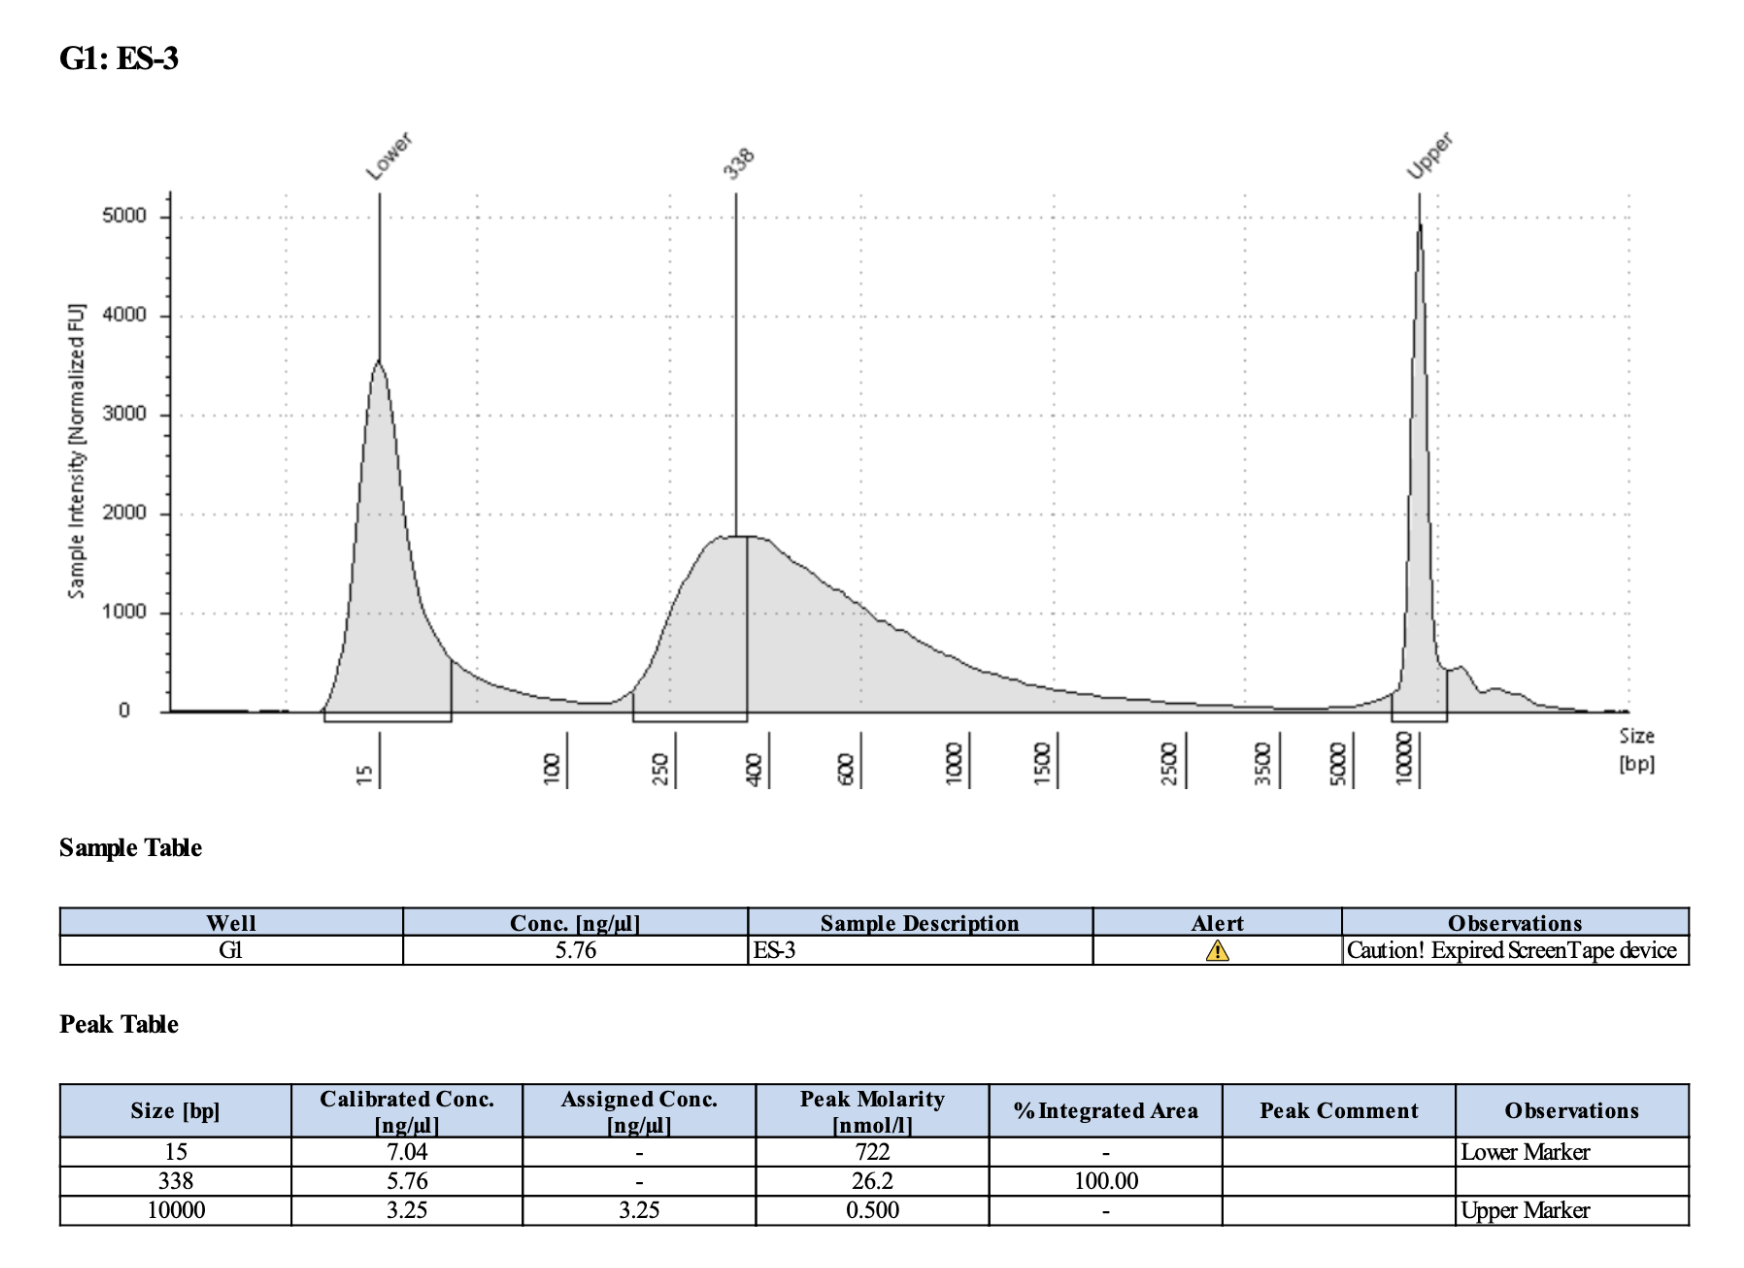 G1: ES-3
Lower
338
Upper
5000
4000
3000
2000
1000
0
Sample Intensity [Normalized FU]
15
100
250
400
600
1000
1500
2500
3500
5000
10000
Size
[bp]
Sample Table
Well Conc. [ng/µl] Sample Description Alert Observations
G1 5.76 ES-3 Caution! Expired ScreenTape device
Peak Table
Size [bp] Calibrated Conc. [ng/µl] Assigned Conc. [ng/µl] Peak Molarity [nmol/l] % Integrated Area Peak Comment Observations
15 7.04 - 722 - Lower Marker
338 5.76 - 26.2 100.00
10000 3.25 3.25 0.500 - Upper Marker